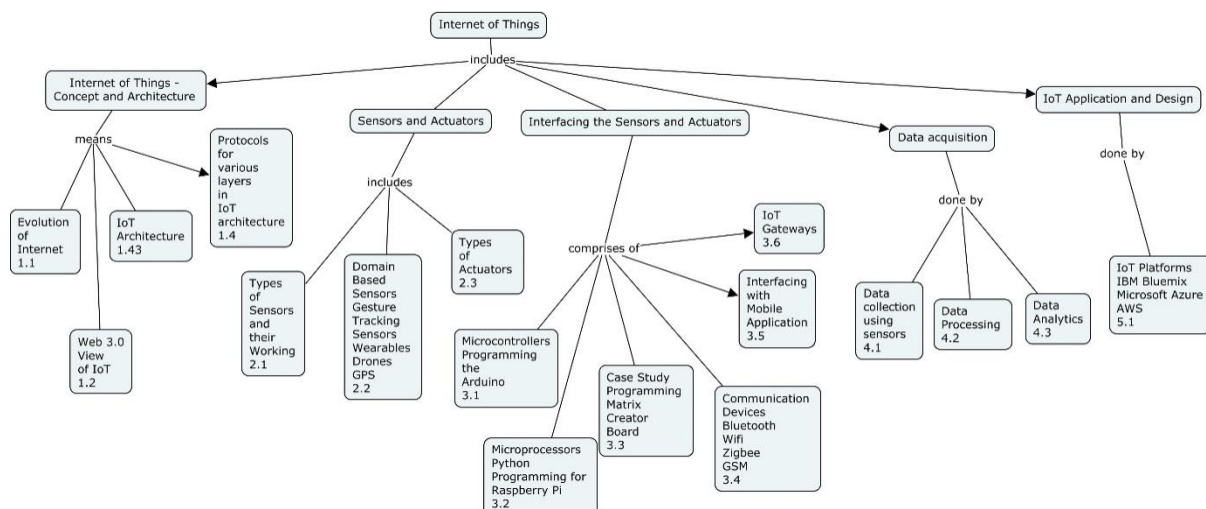 Internet of Things
includes
Internet of Things -
Concept and Architecture
means
Evolution
of
Internet
1.1
Web 3.0
View
of IoT
1.2
IoT
Architecture
1.43
Protocols
for
various
layers
in
IoT
architecture
1.4
Sensors and Actuators
includes
Types
of
Sensors
and
their
Working
2.1
Domain
Based
Sensors
Gesture
Tracking
Sensors
Wearables
Drones
GPS
2.2
Types
of
Actuators
2.3
Interfacing the Sensors and Actuators
comprises of
Microcontrollers
Programming
the
Arduino
3.1
Microprocessors
Python
Programming for
Raspberry Pi
3.2
Case Study
Programming
Matrix
Creator
Board
3.3
Communication
Devices
Bluetooth
Wifi
Zigbee
GSM
3.4
Interfacing
with
Mobile
Application
3.5
IoT
Gateways
3.6
Data acquisition
done by
Data
collection
using
sensors
4.1
Data
Processing
4.2
Data
Analytics
4.3
IoT Application and Design
done by
IoT Platforms
IBM Bluemix
Microsoft Azure
AWS
5.1